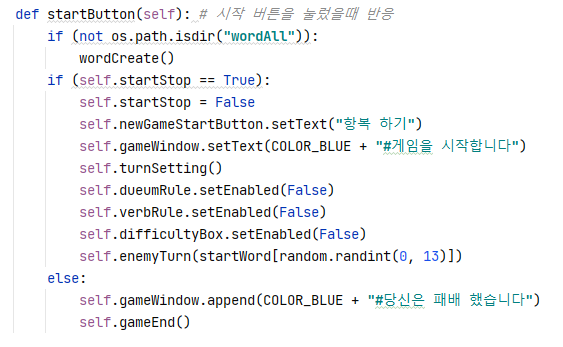 def startButton(self): # 시작 버튼을 눌렀을때 반응
    if (not os.path.isdir("wordAll")):
        wordCreate()
    if (self.startStop == True):
        self.startStop = False
        self.newGameStartButton.setText("항복 하기")
        self.gameWindow.setText(COLOR_BLUE + "#게임을 시작합니다")
        self.turnSetting()
        self.dueumRule.setEnabled(False)
        self.verbRule.setEnabled(False)
        self.difficultyBox.setEnabled(False)
        self.enemyTurn(startWord[random.randint(0, 13)])
    else:
        self.gameWindow.append(COLOR_BLUE + "#당신은 패배 했습니다")
        self.gameEnd()